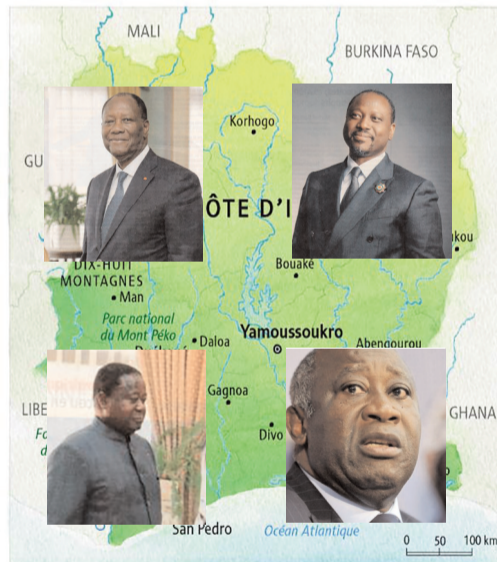 MALI
BURKINA FASO
Korhogo
GU
ÔTE D'I
kou
Bouaké
DIX-HUIT
MONTAGNES
Man
Parc national
du Mont Péko
Daloa
Yamoussoukro
Abengourou
Gagnoa
LIBE
GHANA
Divo
San Pedro
Océan Atlantique
0 50 100 km